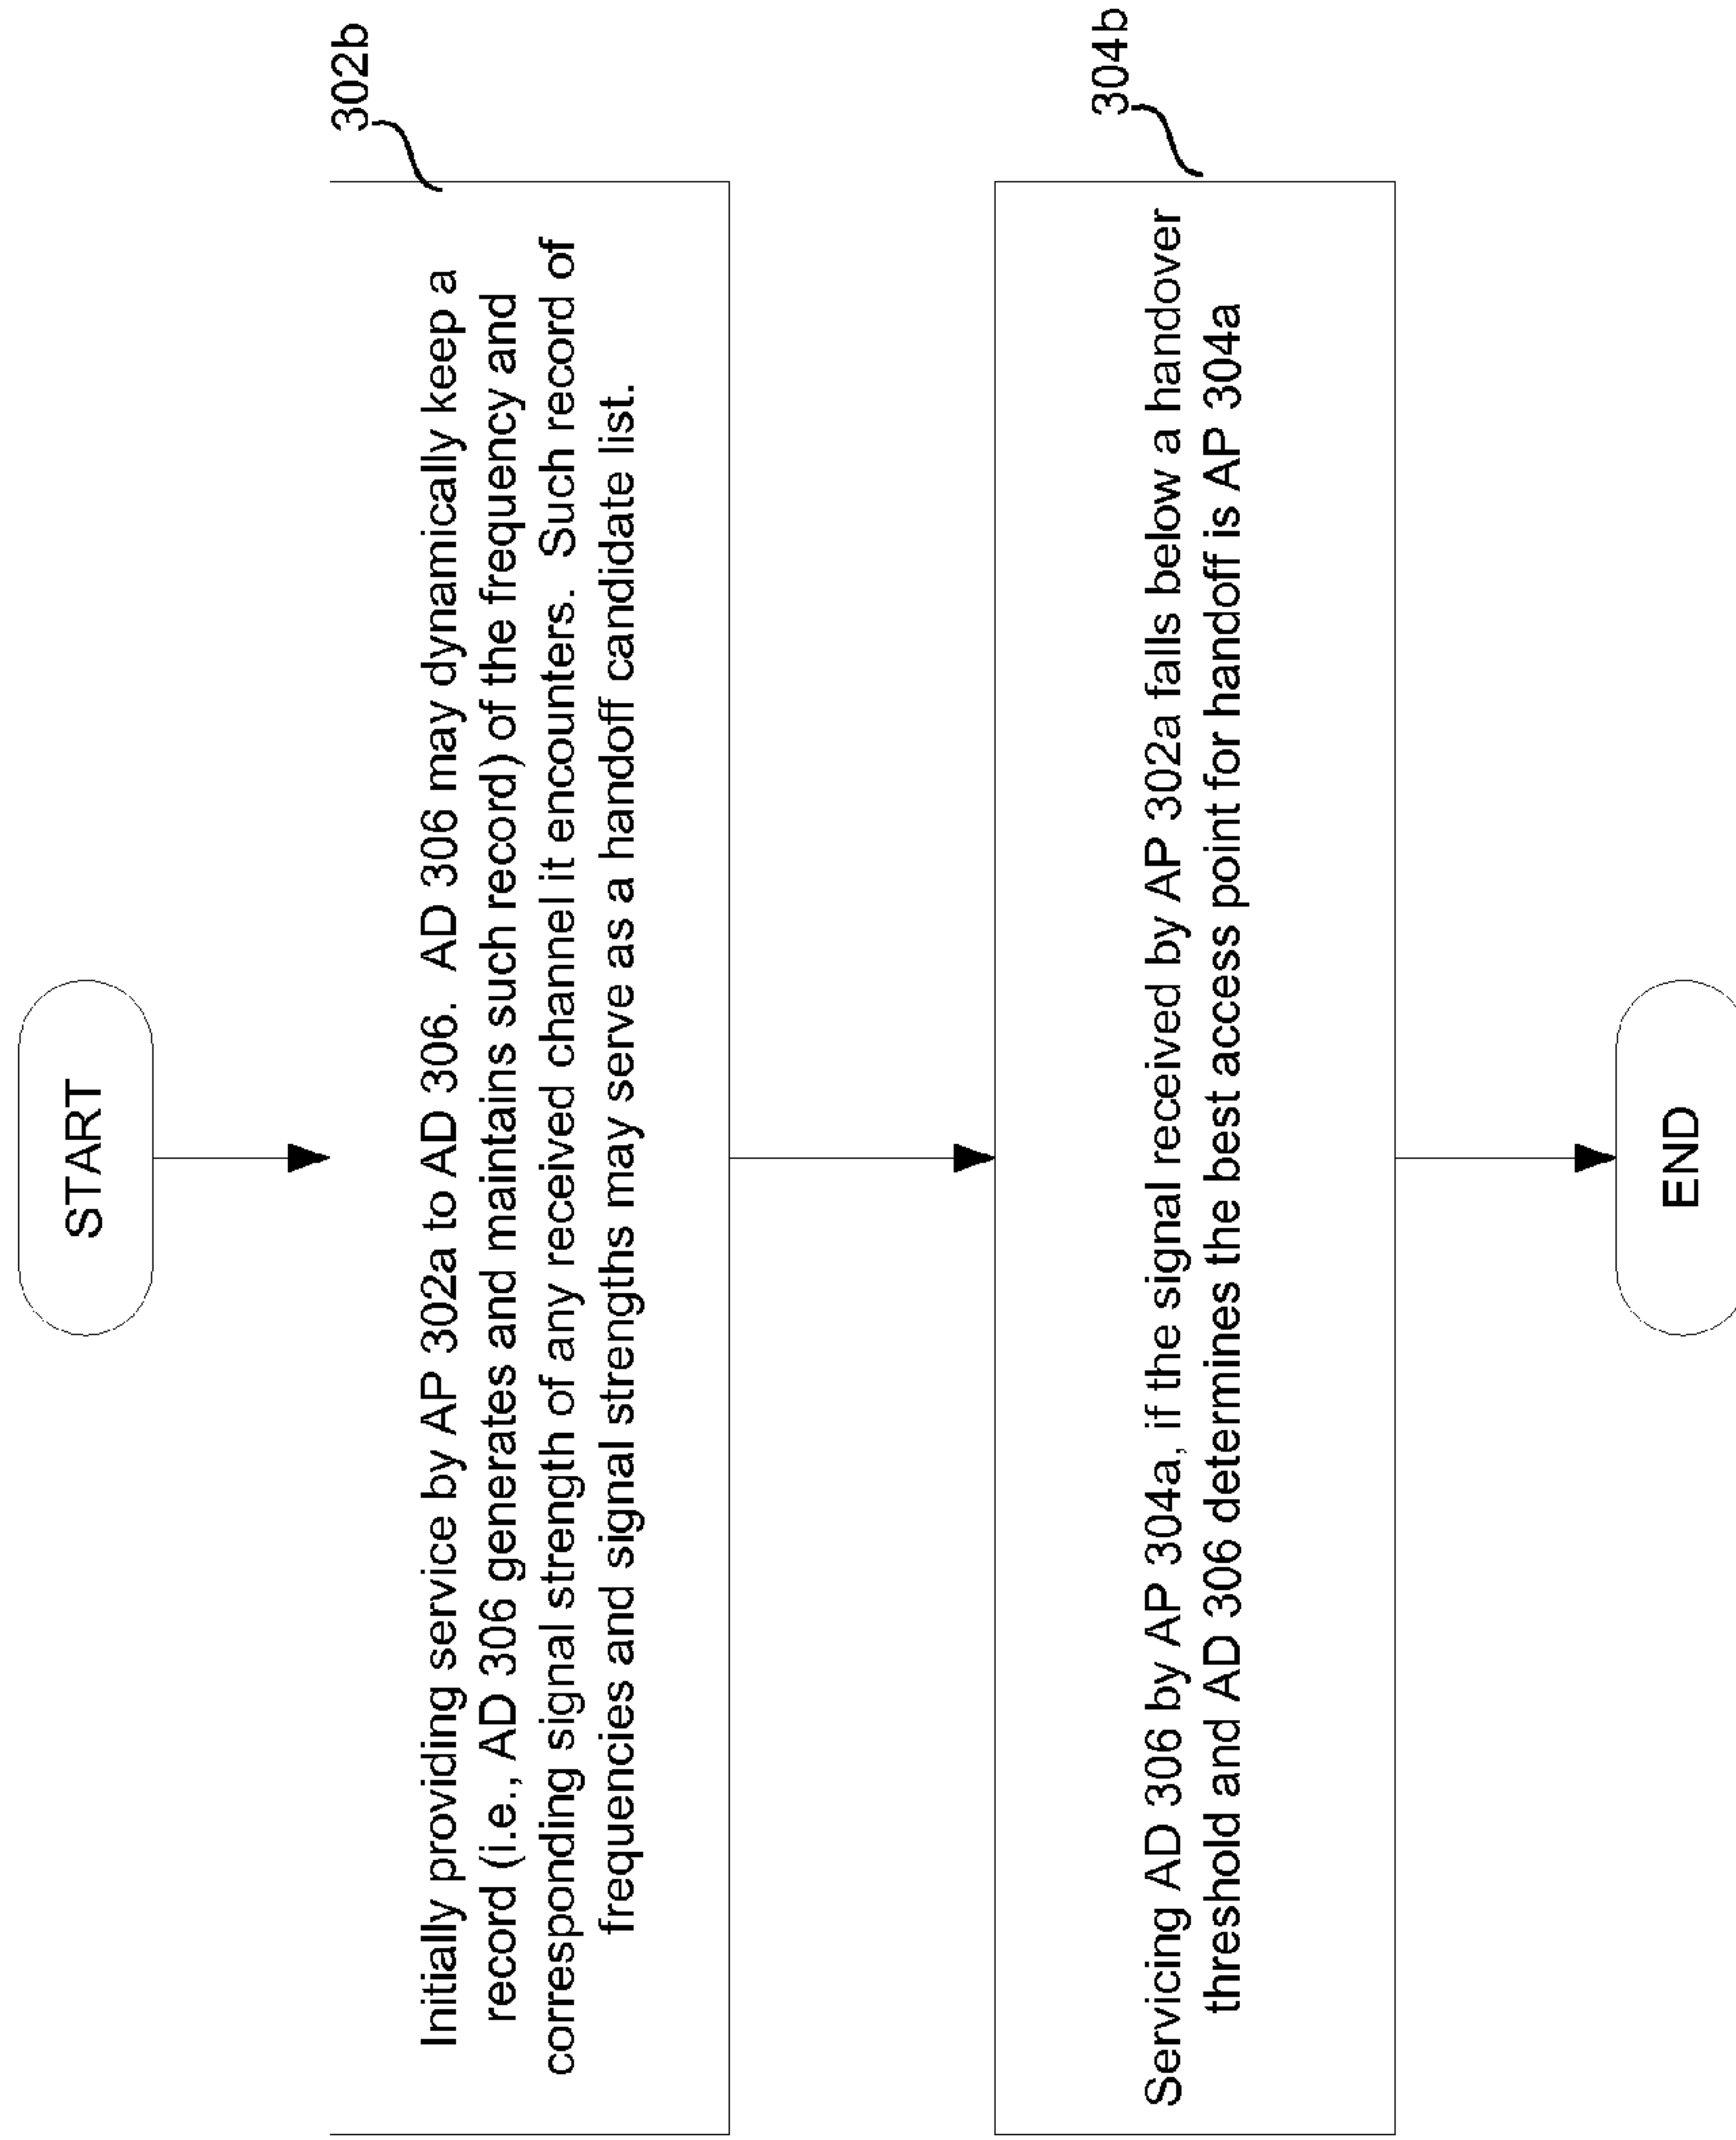 START
302b
Initially providing service by AP 302a to AD 306.  AD 306 may dynamically keep a
record (i.e., AD 306 generates and maintains such record) of the frequency and
corresponding signal strength of any received channel it encounters.  Such record of
frequencies and signal strengths may serve as a handoff candidate list.
304b
Servicing AD 306 by AP 304a, if the signal received by AP 302a falls below a handover
threshold and AD 306 determines the best access point for handoff is AP 304a
END